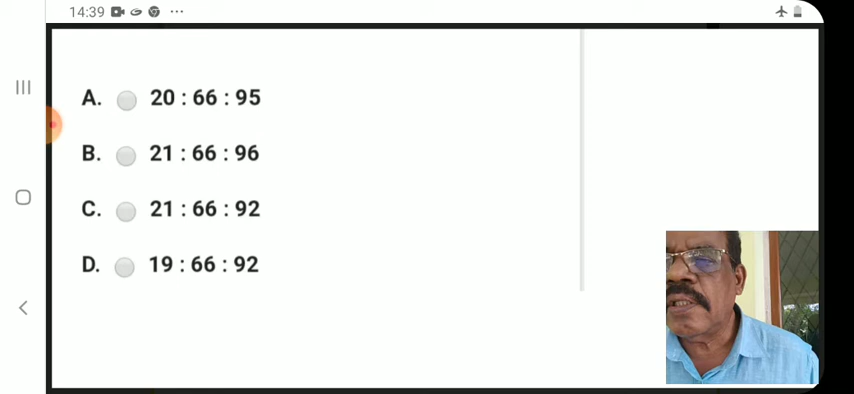 14:39
A. 20 : 66 : 95
B. 21 : 66 : 96
C. 21 : 66 : 92
D. 19 : 66 : 92